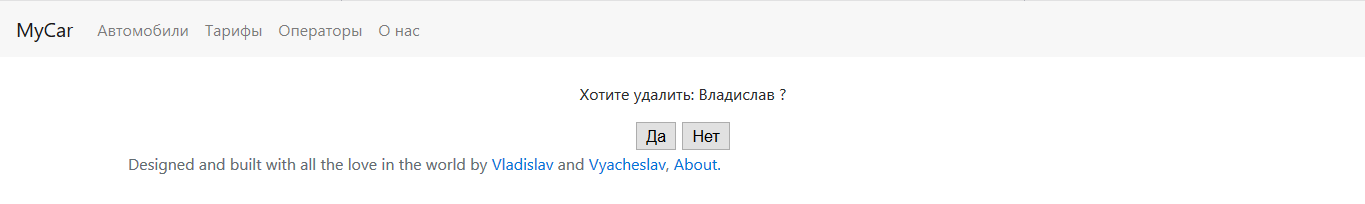 MyCar Автомобили Тарифы Операторы О нас
Хотите удалить: Владислав ?
Да Нет
Designed and built with all the love in the world by Vladislav and Vyacheslav, About.